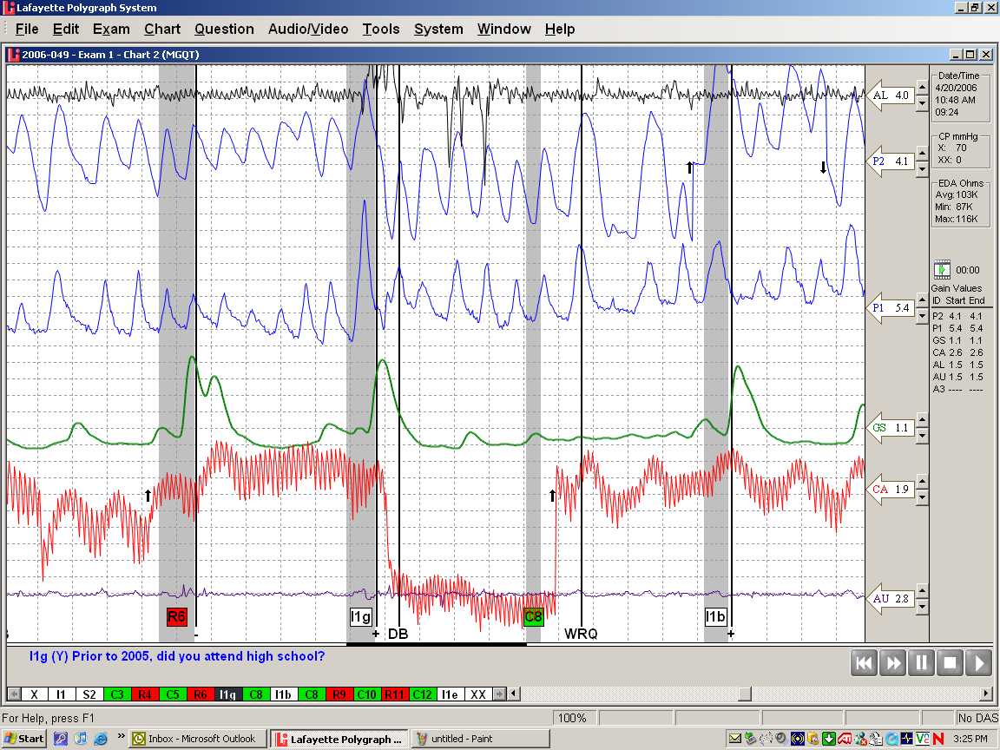 Lafayette Polygraph System
File Edit Exam Chart Question Audio/Video Tools System Window Help
2006-049 - Exam 1 - Chart 2 (MGQT)
AL 4.0
P2 4.1
P1 5.4
GS 1.1
CA 1.9
AU 2.8
Date/Time
4/20/2006
10:48 AM
09:24
CP mmHg
X: 70
XX: 0
EDA Ohms
Avg: 103K
Min: 87K
Max: 116K
00:00
Gain Values
ID Start End
P2 4.1 4.1
P1 5.4 5.4
GS 1.1 1.1
CA 2.6 2.6
AL 1.5 1.5
AU 1.5 1.5
A3 ---- ----
R6 I1g C8 I1b
- + DB WRQ +
I1g (Y) Prior to 2005, did you attend high school?
X I1 S2 C3 R4 C5 R6 I1g C8 I1b C8 R9 C10 R11 C12 I1e XX
For Help, press F1
100%
No DAS
Start
Inbox - Microsoft Outlook
Lafayette Polygraph ...
untitled - Paint
3:25 PM